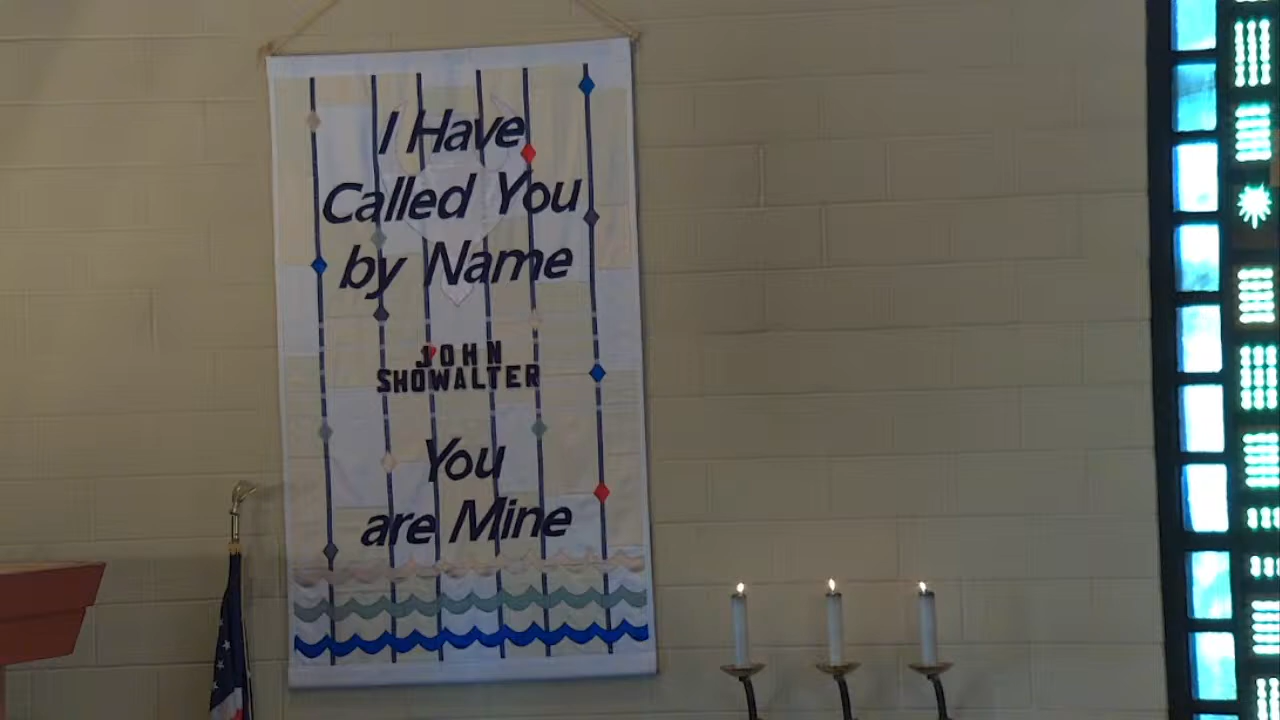 I Have
Called You
by Name
JOHN
SHOWALTER
You
are Mine